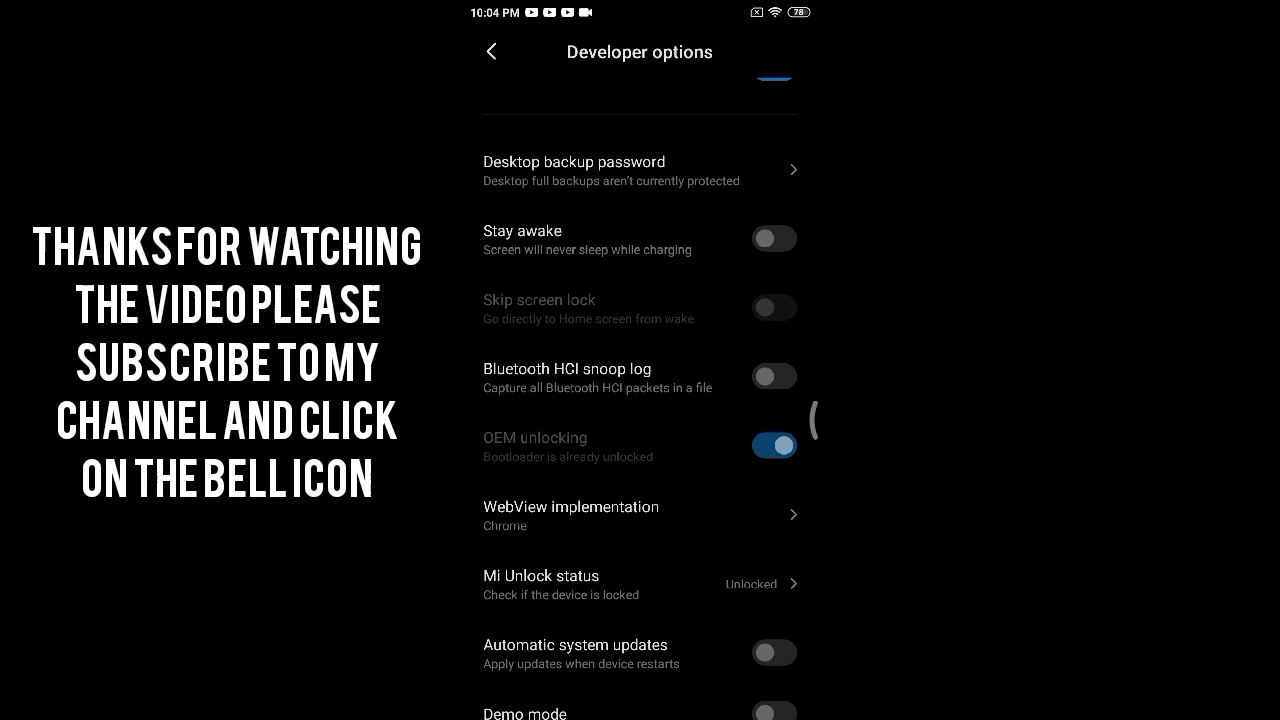 10:04 PM
78
Developer options
Desktop backup password
Desktop full backups aren't currently protected
Stay awake
Screen will never sleep while charging
Skip screen lock
Go directly to Home screen from wake
Bluetooth HCI snoop log
Capture all Bluetooth HCI packets in a file
OEM unlocking
Bootloader is already unlocked
WebView implementation
Chrome
Mi Unlock status
Check if the device is locked
Unlocked
Automatic system updates
Apply updates when device restarts
Demo mode
THANKS FOR WATCHING
THE VIDEO PLEASE
SUBSCRIBE TO MY
CHANNEL AND CLICK
ON THE BELL ICON